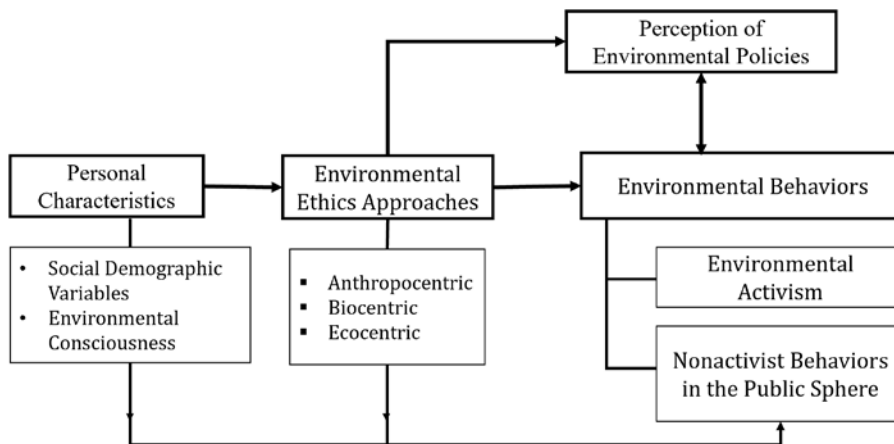 Perception of
Environmental Policies
Personal
Characteristics
Environmental
Ethics Approaches
Environmental Behaviors
• Social Demographic
Variables
• Environmental
Consciousness
▪ Anthropocentric
▪ Biocentric
▪ Ecocentric
Environmental
Activism
Nonactivist Behaviors
in the Public Sphere